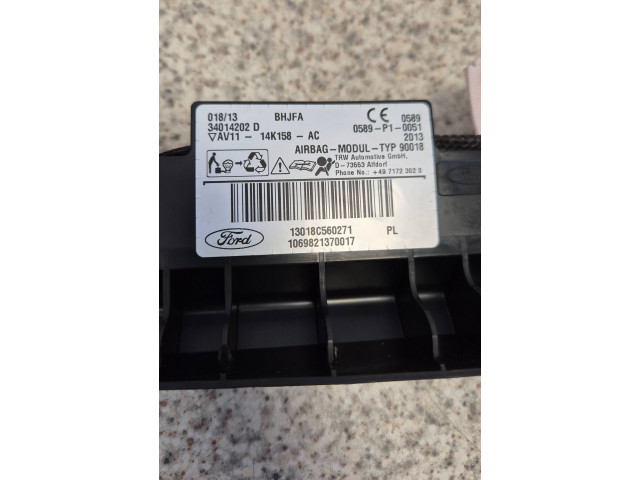 018/13 BHJFA 0589
34014202 D 0589-P1-0051
▽AV11 - 14K158 - AC 2013
AIRBAG-MODUL-TYP 90018
TRW Automotive GmbH,
D - 73553 Alfdorf
Phone No.: +49 7172 302 0
13018C560271 PL
Ford 1069821370017